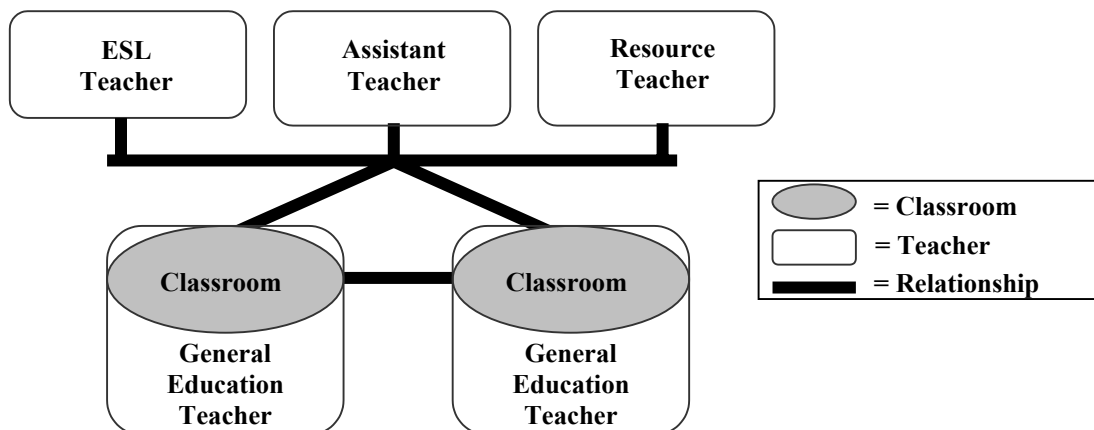 ESL
Teacher
Assistant
Teacher
Resource
Teacher
Classroom
General
Education
Teacher
Classroom
General
Education
Teacher
= Classroom
= Teacher
= Relationship